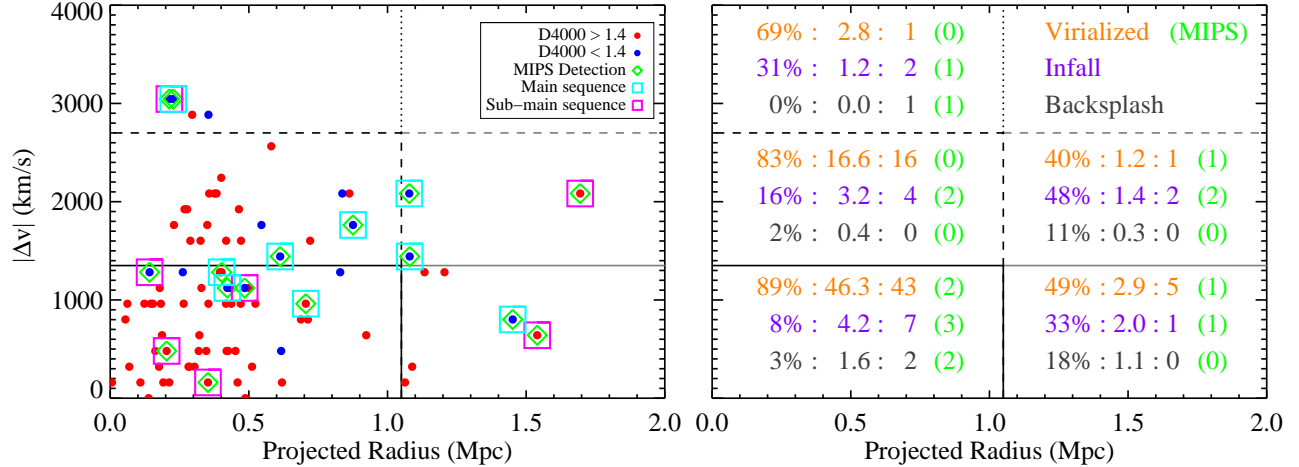 4000
3000
2000
1000
0
|Δv| (km/s)
D4000 > 1.4
D4000 < 1.4
MIPS Detection
Main sequence
Sub−main sequence
0.0 0.5 1.0 1.5 2.0
Projected Radius (Mpc)
69% : 2.8 : 1 (0) Virialized (MIPS)
31% : 1.2 : 2 (1) Infall
0% : 0.0 : 1 (1) Backsplash
83% : 16.6 : 16 (0) 40% : 1.2 : 1 (1)
16% : 3.2 : 4 (2) 48% : 1.4 : 2 (2)
2% : 0.4 : 0 (0) 11% : 0.3 : 0 (0)
89% : 46.3 : 43 (2) 49% : 2.9 : 5 (1)
8% : 4.2 : 7 (3) 33% : 2.0 : 1 (1)
3% : 1.6 : 2 (2) 18% : 1.1 : 0 (0)
0.0 0.5 1.0 1.5 2.0
Projected Radius (Mpc)